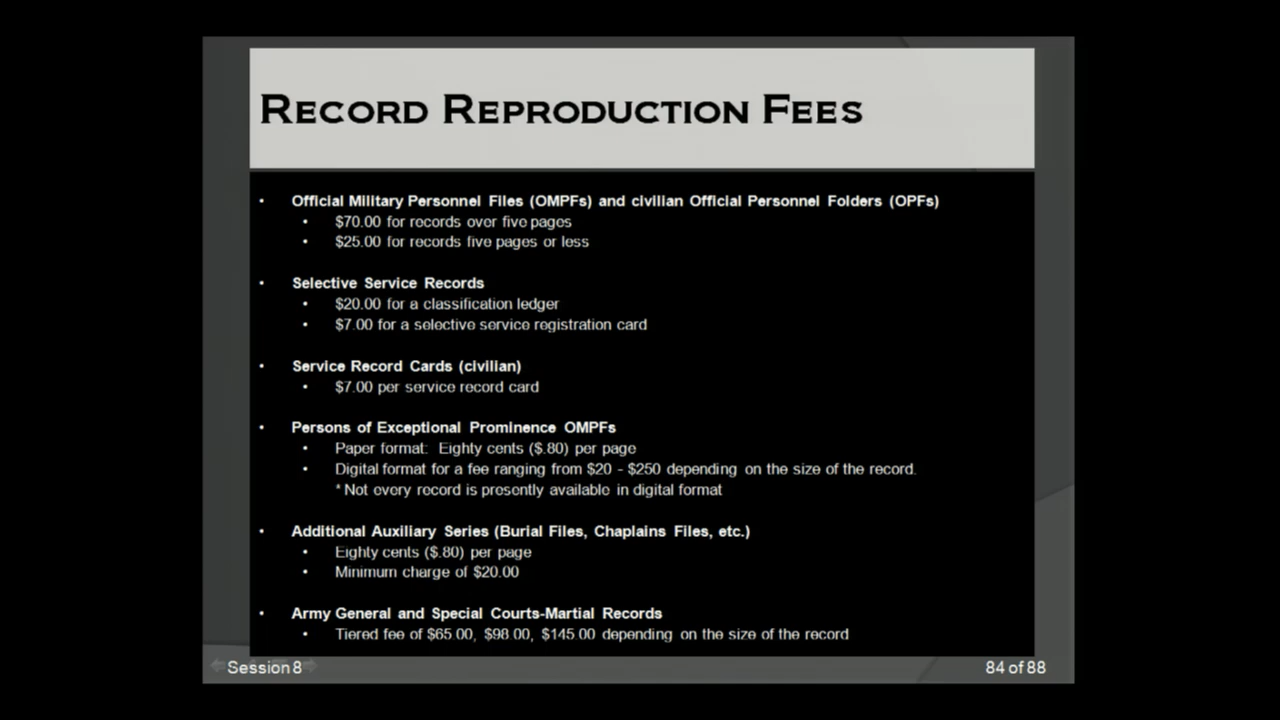 Record Reproduction Fees
• Official Military Personnel Files (OMPFs) and civilian Official Personnel Folders (OPFs)
• $70.00 for records over five pages
• $25.00 for records five pages or less
• Selective Service Records
• $20.00 for a classification ledger
• $7.00 for a selective service registration card
• Service Record Cards (civilian)
• $7.00 per service record card
• Persons of Exceptional Prominence OMPFs
• Paper format: Eighty cents ($.80) per page
• Digital format for a fee ranging from $20 - $250 depending on the size of the record.
* Not every record is presently available in digital format
• Additional Auxiliary Series (Burial Files, Chaplains Files, etc.)
• Eighty cents ($.80) per page
• Minimum charge of $20.00
• Army General and Special Courts-Martial Records
• Tiered fee of $65.00, $98.00, $145.00 depending on the size of the record
Session 8
84 of 88